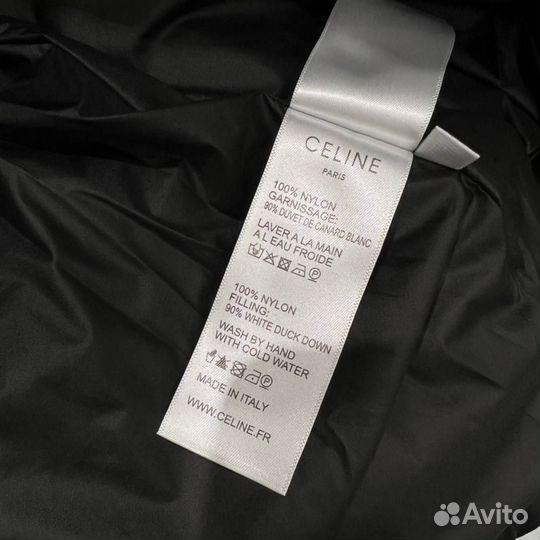 CELINE
PARIS
100% NYLON
GARNISSAGE:
90% DUVET DE CANARD BLANC
LAVER A LA MAIN
A L EAU FROIDE
100% NYLON
FILLING:
90% WHITE DUCK DOWN
WASH BY HAND
WITH COLD WATER
MADE IN ITALY
WWW.CELINE.FR
Avito